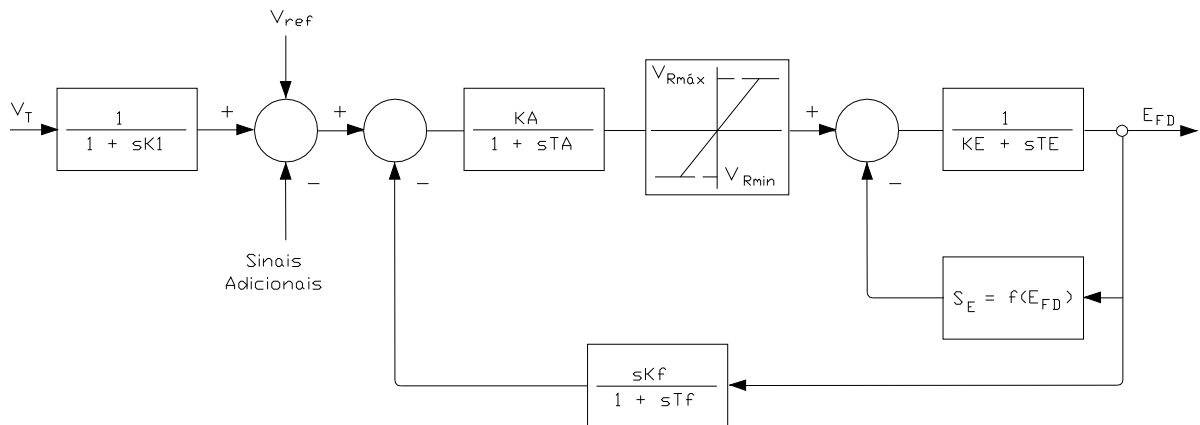 V_ref
V_T
1
1 + sK1
+
+
KA
1 + sTA
V_Rmáx
V_Rmin
+
1
KE + sTE
E_FD
−
−
−
Sinais
Adicionais
S_E = f(E_FD)
sKf
1 + sTf